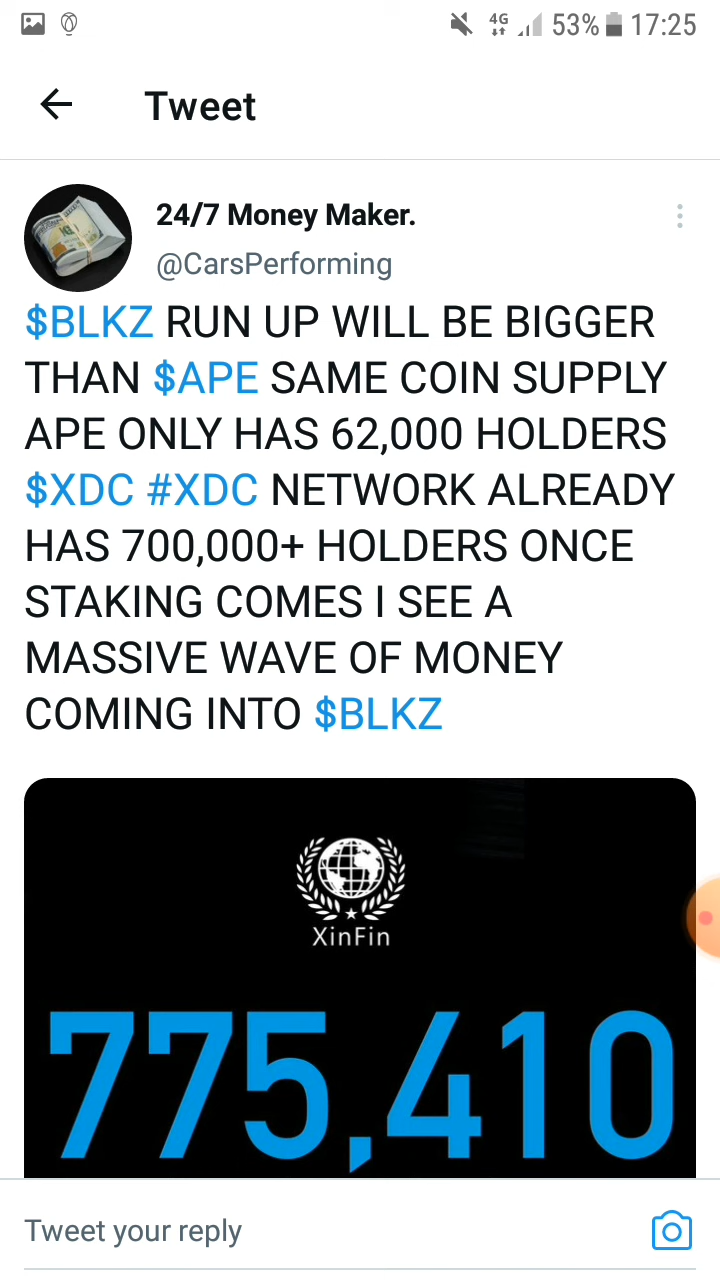 4G 53% 17:25
Tweet
24/7 Money Maker.
@CarsPerforming
$BLKZ RUN UP WILL BE BIGGER
THAN $APE SAME COIN SUPPLY
APE ONLY HAS 62,000 HOLDERS
$XDC #XDC NETWORK ALREADY
HAS 700,000+ HOLDERS ONCE
STAKING COMES I SEE A
MASSIVE WAVE OF MONEY
COMING INTO $BLKZ
XinFin
775,410
Tweet your reply